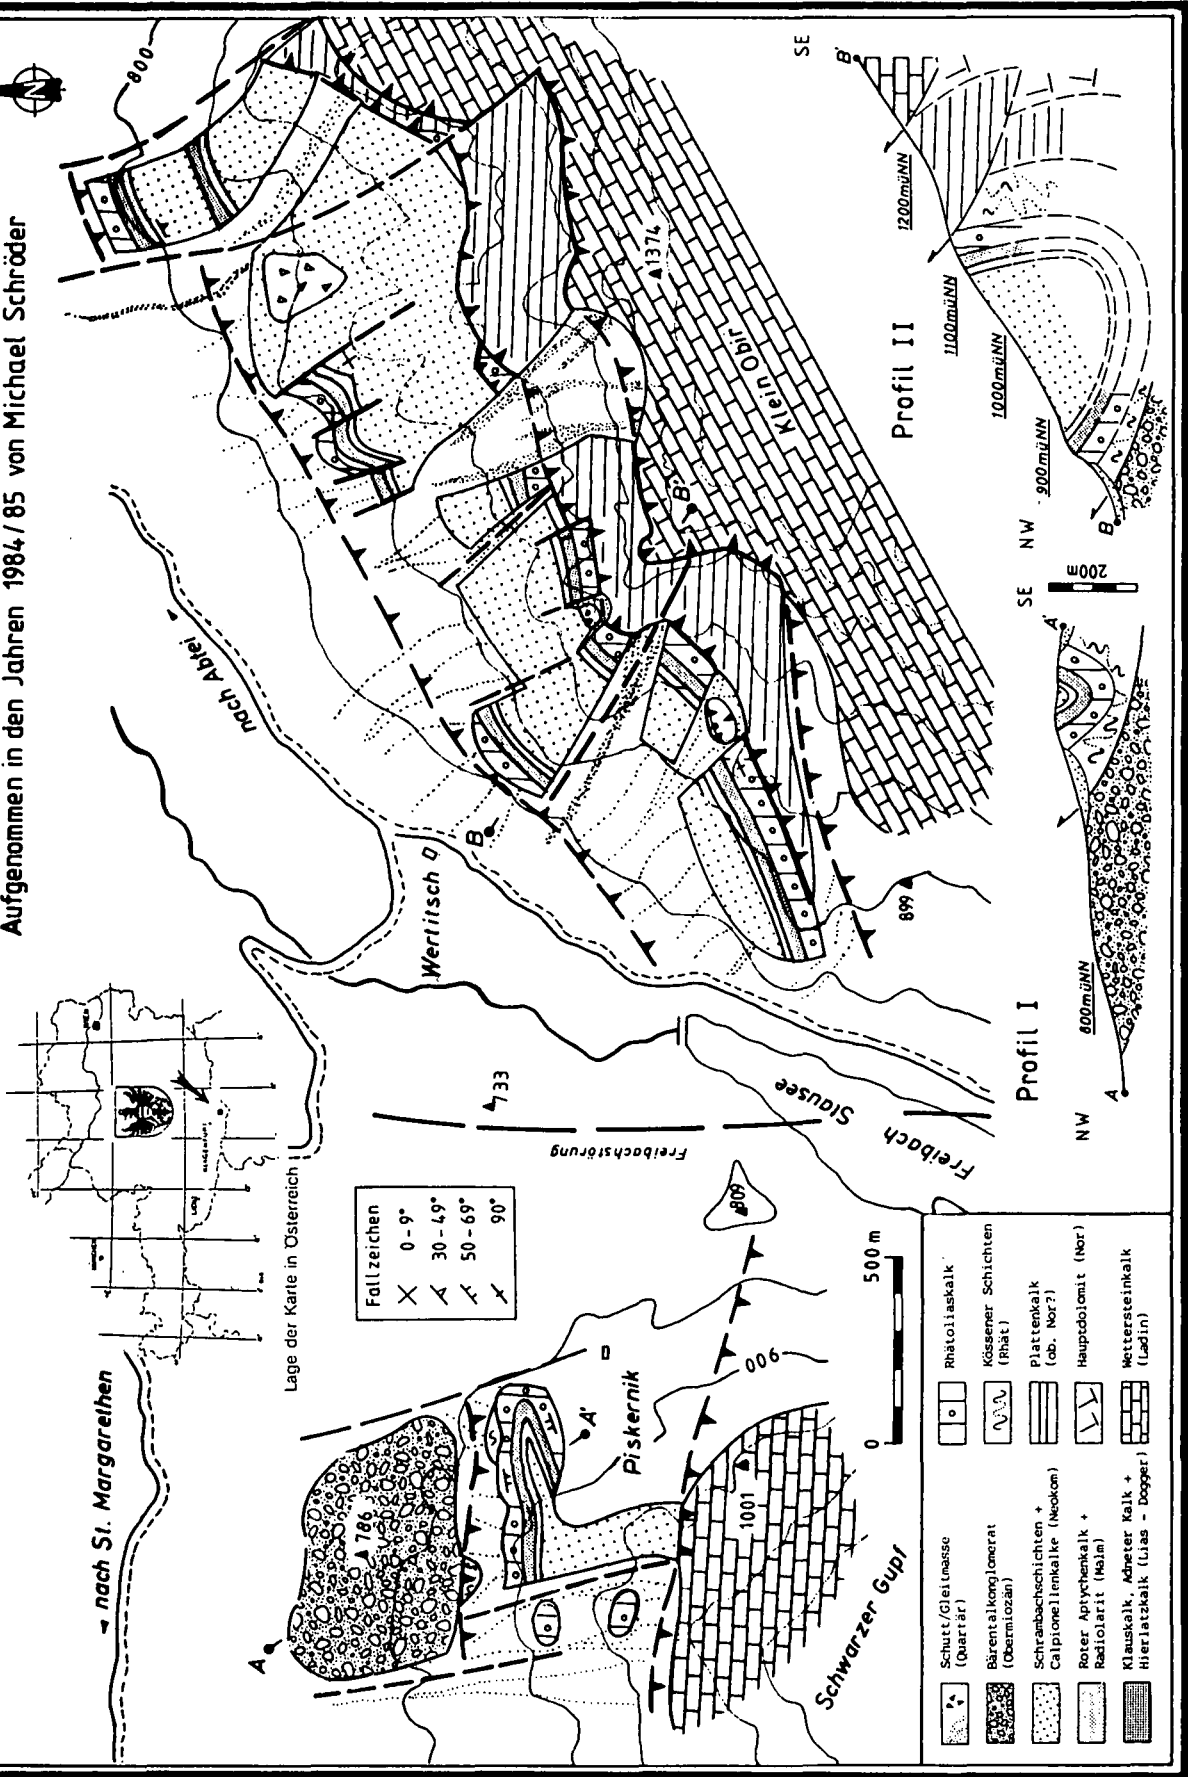 Aufgenommen in den Jahren 1984/85 von Michael Schröder
N
800
nach St. Margarethen
nach Abtei
Lage der Karte in Österreich
Fallzeichen
0-9°
30-49°
50-69°
90°
Wertitsch
B
B'
A
A'
786
733
809
899
900
1001
1374
Klein Obir
Piskernik
Schwarzer Gupf
Freibachstörung
Freibach
Stausee
0
500m
Profil I
NW
SE
A
A'
800müNN
200m
Profil II
NW
SE
B
B'
900müNN
1000müNN
1100müNN
1200müNN
Schutt/Gleitmasse
(Quartär)
Bärentalkonglomerat
(Obermiozän)
Schrambachschichten +
Calpionellenkalke (Neokom)
Roter Aptychenkalk +
Radiolarit (Malm)
Klauskalk, Adneter Kalk +
Hierlatzkalk (Lias - Dogger)
Rhätoliaskalk
Kössener Schichten
(Rhät)
Plattenkalk
(ob. Nor?)
Hauptdolomit (Nor)
Wettersteinkalk
(Ladin)